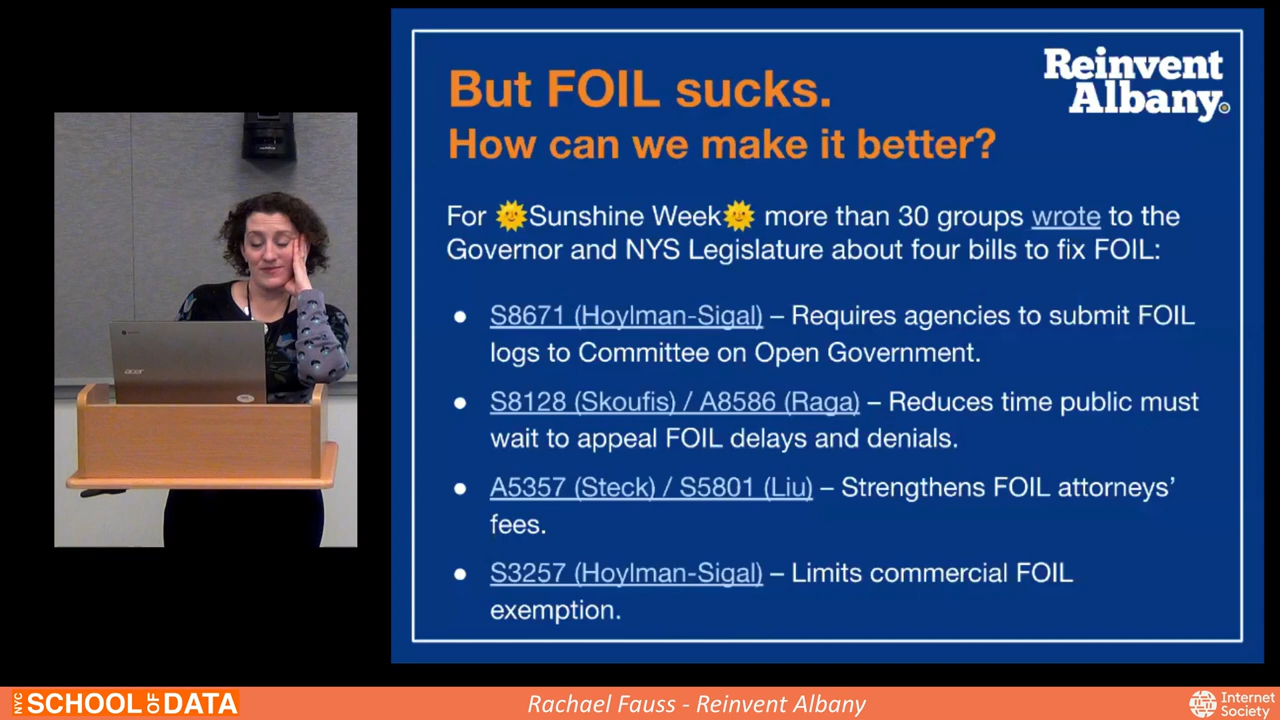 Reinvent
Albany
But FOIL sucks.
How can we make it better?
For 🌞Sunshine Week🌞 more than 30 groups wrote to the
Governor and NYS Legislature about four bills to fix FOIL:
● S8671 (Hoylman-Sigal) – Requires agencies to submit FOIL
logs to Committee on Open Government.
● S8128 (Skoufis) / A8586 (Raga) – Reduces time public must
wait to appeal FOIL delays and denials.
● A5357 (Steck) / S5801 (Liu) – Strengthens FOIL attorneys’
fees.
● S3257 (Hoylman-Sigal) – Limits commercial FOIL
exemption.
acer
NYC SCHOOL OF DATA
Rachael Fauss - Reinvent Albany
Internet
Society